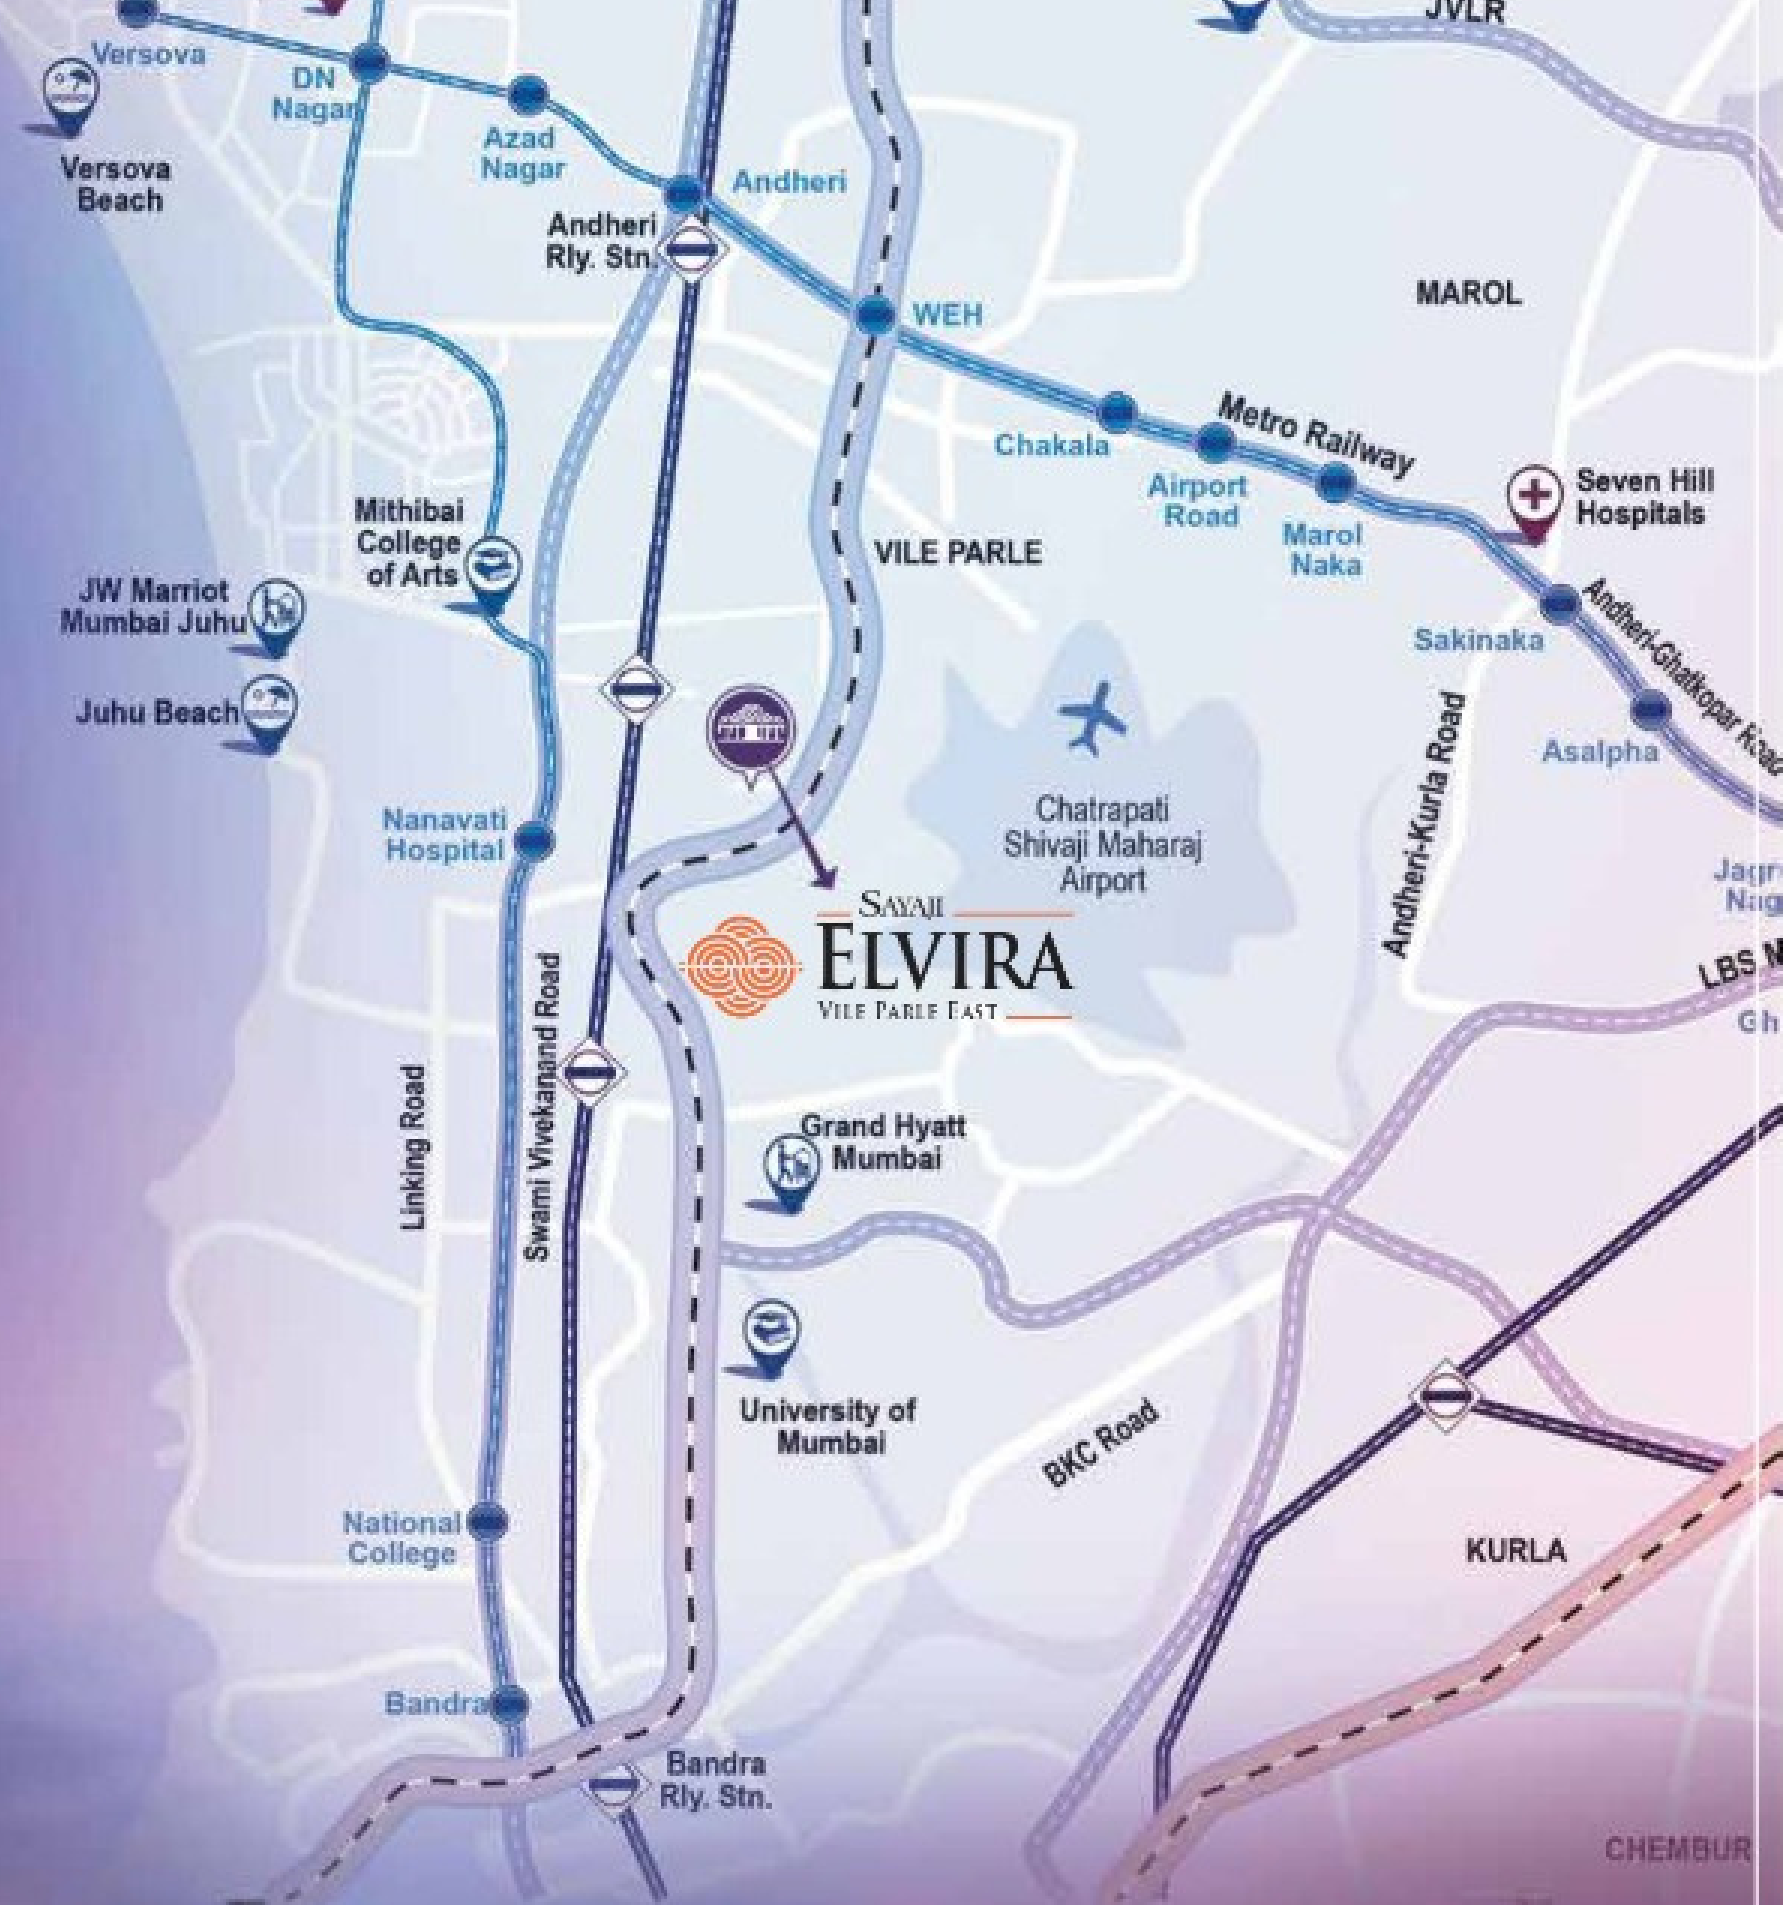 JVLR
Versova
DN
Nagar
Azad
Nagar
Versova
Beach
Andheri
Andheri
Rly. Stn.
MAROL
WEH
Metro Railway
Chakala
Airport
Road
Marol
Naka
Seven Hill
Hospitals
Mithibai
College
of Arts
VILE PARLE
JW Marriot
Mumbai Juhu
Andheri-Ghatkopar Road
Sakinaka
Juhu Beach
Andheri-Kurla Road
Asalpha
Chatrapati
Shivaji Maharaj
Airport
Nanavati
Hospital
SAYAJI
ELVIRA
VILE PARLE EAST
LBS
Swami Vivekanand Road
Linking Road
Grand Hyatt
Mumbai
University of
Mumbai
BKC Road
National
College
KURLA
Bandra
Bandra
Rly. Stn.
CHEMBUR